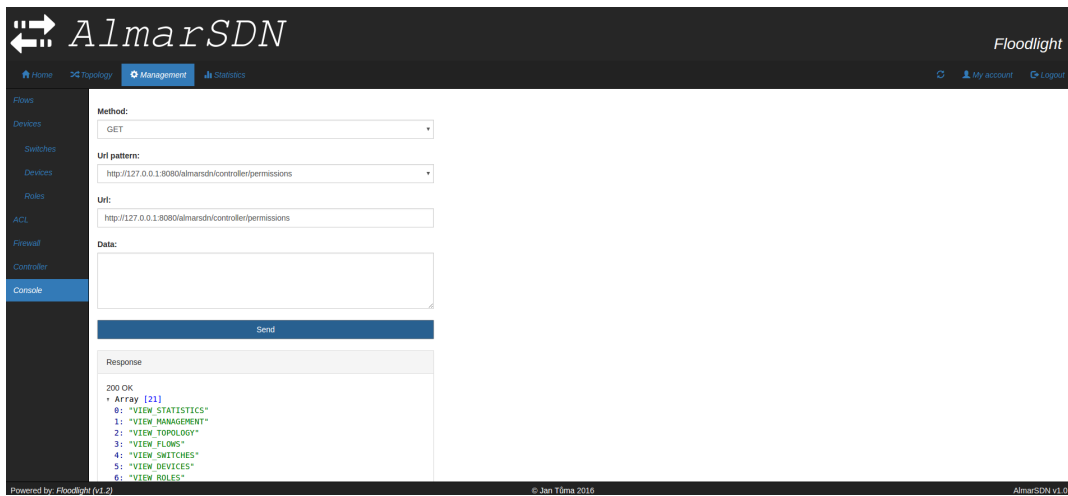 AlmarSDN
Floodlight
Home Topology Management Statistics My account Logout
Flows
Devices
Switches
Devices
Roles
ACL
Firewall
Controller
Console
Method:
GET
Url pattern:
http://127.0.0.1:8080/almarsdn/controller/permissions
Url:
http://127.0.0.1:8080/almarsdn/controller/permissions
Data:
Send
Response
200 OK
Array [21]
0: "VIEW_STATISTICS"
1: "VIEW_MANAGEMENT"
2: "VIEW_TOPOLOGY"
3: "VIEW_FLOWS"
4: "VIEW_SWITCHES"
5: "VIEW_DEVICES"
6: "VIEW_ROLES"
Powered by: Floodlight (v1.2) © Jan Tůma 2016 AlmarSDN v1.0